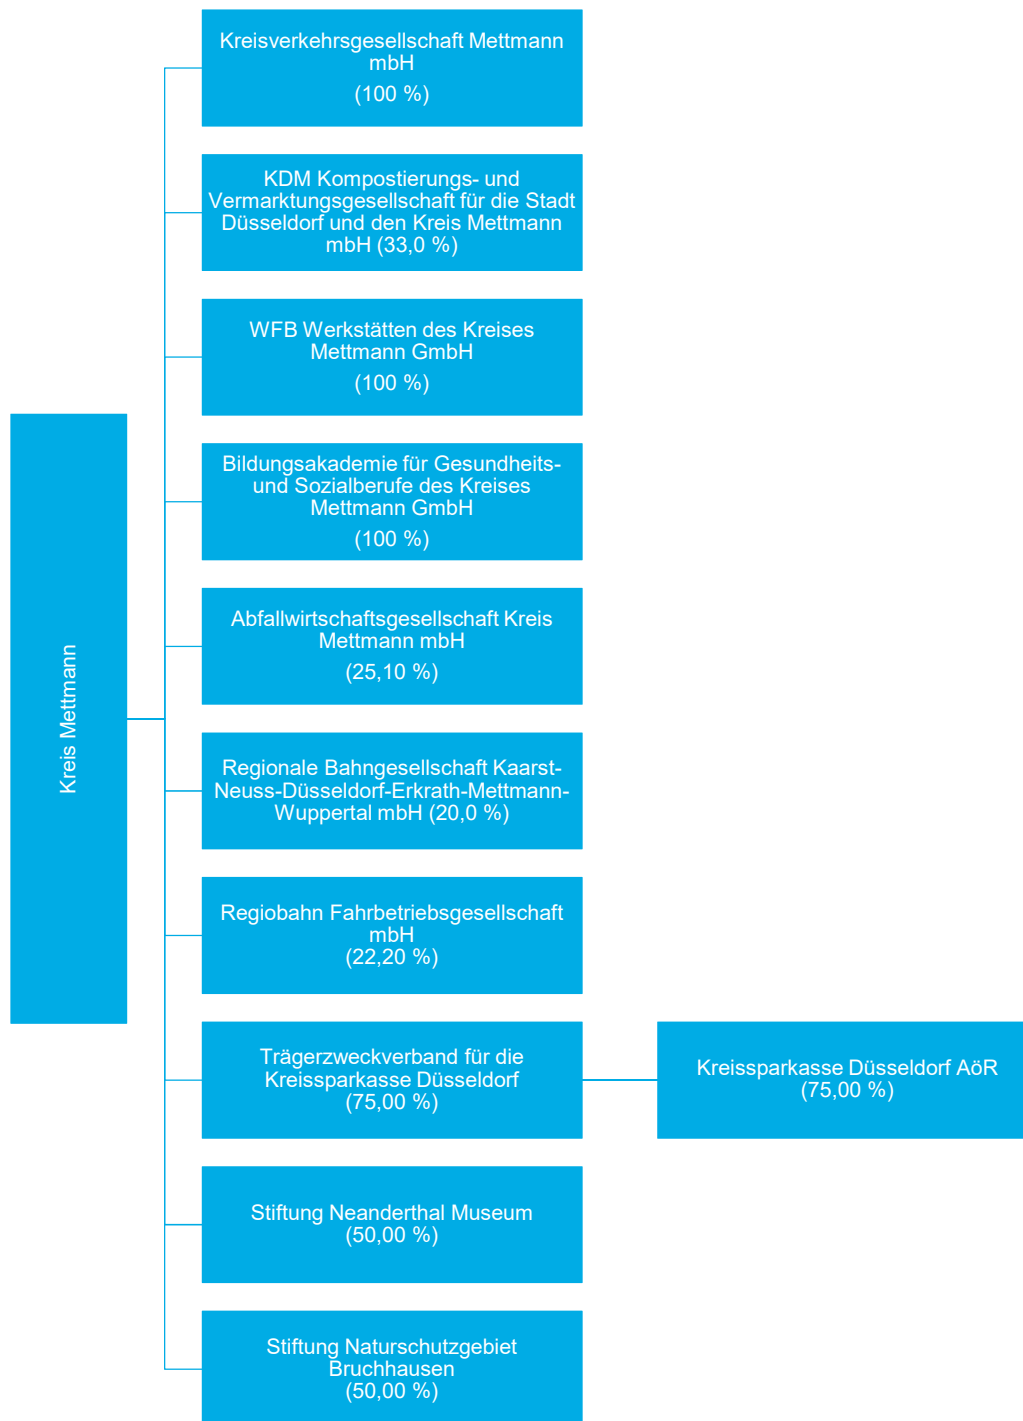 Kreis Mettmann
Kreisverkehrsgesellschaft Mettmann
mbH
(100 %)
KDM Kompostierungs- und
Vermarktungsgesellschaft für die Stadt
Düsseldorf und den Kreis Mettmann
mbH (33,0 %)
WFB Werkstätten des Kreises
Mettmann GmbH
(100 %)
Bildungsakademie für Gesundheits-
und Sozialberufe des Kreises
Mettmann GmbH
(100 %)
Abfallwirtschaftsgesellschaft Kreis
Mettmann mbH
(25,10 %)
Regionale Bahngesellschaft Kaarst-
Neuss-Düsseldorf-Erkrath-Mettmann-
Wuppertal mbH (20,0 %)
Regiobahn Fahrbetriebsgesellschaft
mbH
(22,20 %)
Trägerzweckverband für die
Kreissparkasse Düsseldorf
(75,00 %)
Kreissparkasse Düsseldorf AöR
(75,00 %)
Stiftung Neanderthal Museum
(50,00 %)
Stiftung Naturschutzgebiet
Bruchhausen
(50,00 %)